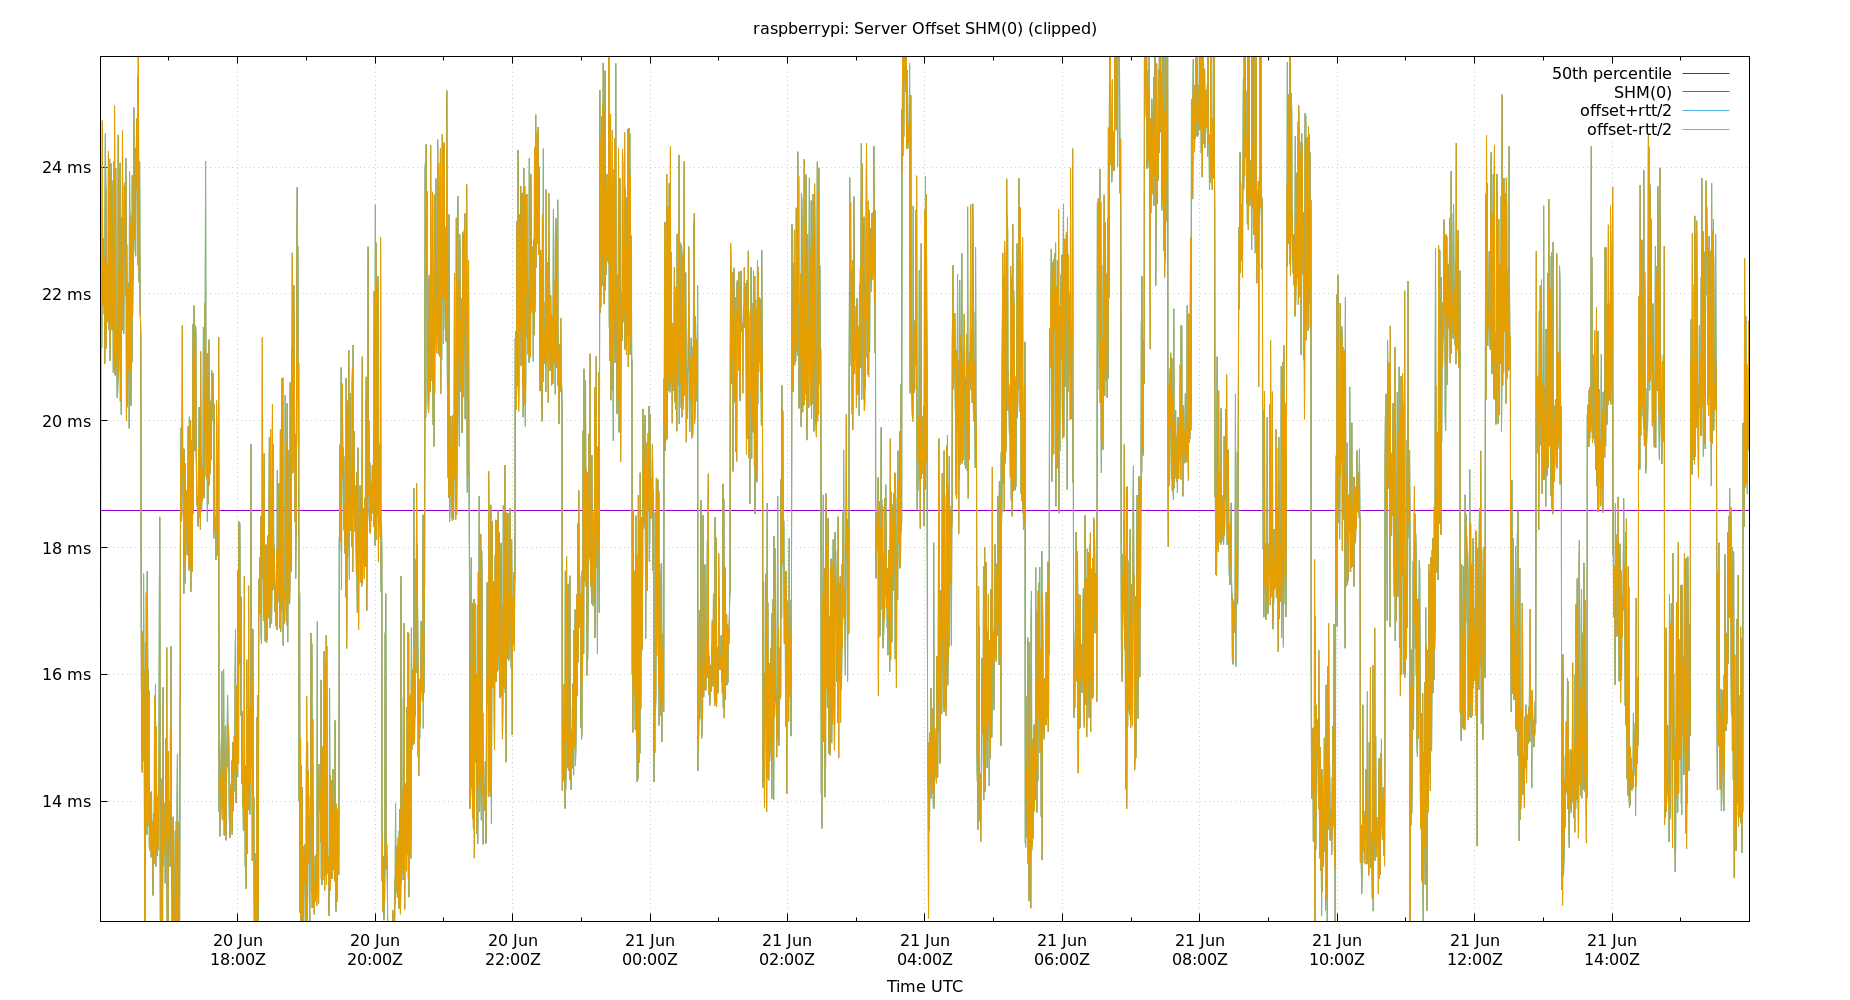 raspberrypi: Server Offset SHM(0) (clipped)
50th percentile
SHM(0)
offset+rtt/2
offset-rtt/2
24 ms
22 ms
20 ms
18 ms
16 ms
14 ms
20 Jun 20 Jun 20 Jun 21 Jun 21 Jun 21 Jun 21 Jun 21 Jun 21 Jun 21 Jun 21 Jun
18:00Z 20:00Z 22:00Z 00:00Z 02:00Z 04:00Z 06:00Z 08:00Z 10:00Z 12:00Z 14:00Z
Time UTC